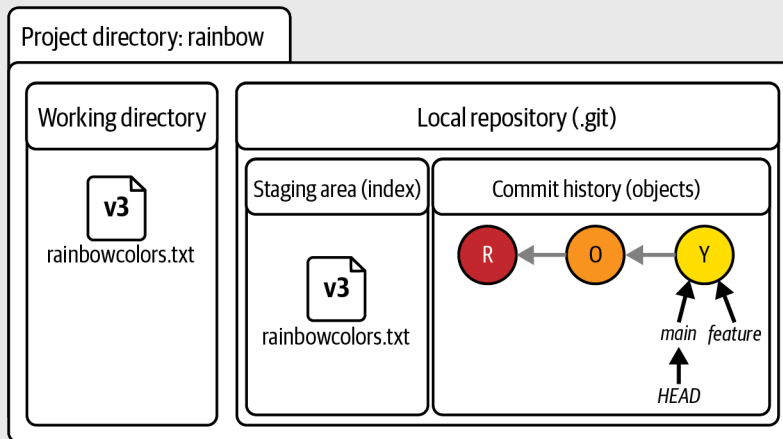 Project directory: rainbow
Working directory
v3
rainbowcolors.txt
Local repository (.git)
Staging area (index)
v3
rainbowcolors.txt
Commit history (objects)
R
O
Y
main
feature
HEAD